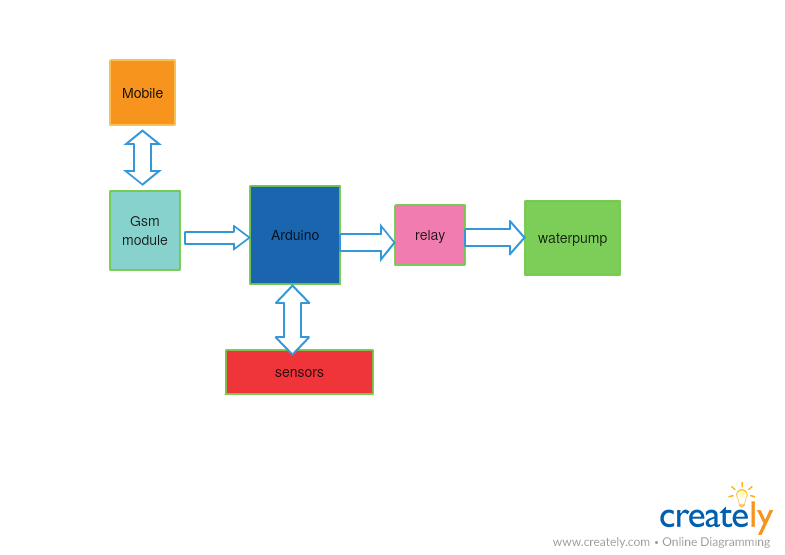 Mobile
Gsm
module
Arduino
relay
waterpump
sensors
creately
www.creately.com • Online Diagramming